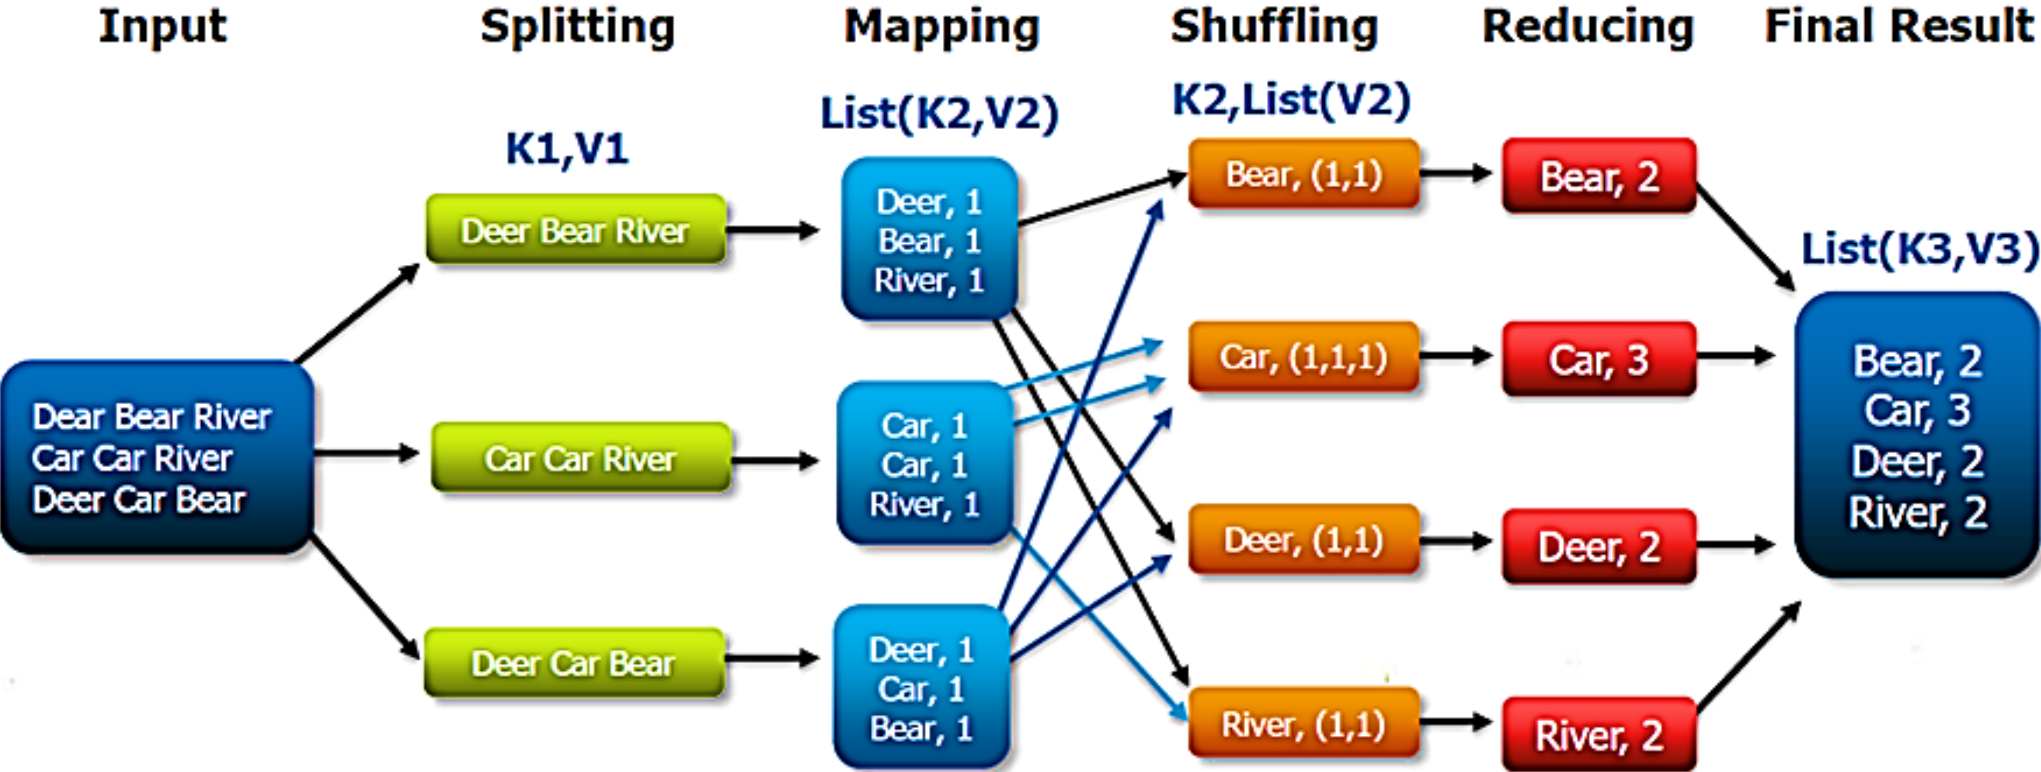 Input
Splitting
Mapping
Shuffling
Reducing
Final Result
K1,V1
List(K2,V2)
K2,List(V2)
List(K3,V3)
Dear Bear River
Car Car River
Deer Car Bear
Deer Bear River
Car Car River
Deer Car Bear
Deer, 1
Bear, 1
River, 1
Car, 1
Car, 1
River, 1
Deer, 1
Car, 1
Bear, 1
Bear, (1,1)
Car, (1,1,1)
Deer, (1,1)
River, (1,1)
Bear, 2
Car, 3
Deer, 2
River, 2
Bear, 2
Car, 3
Deer, 2
River, 2